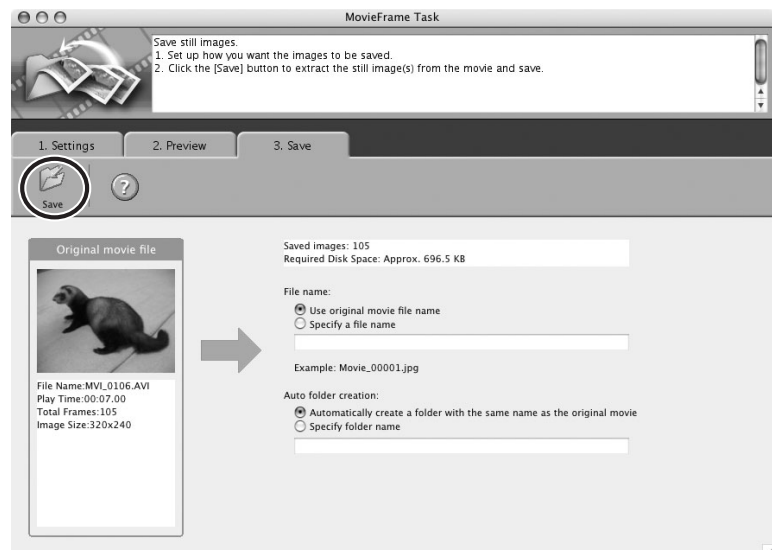 MovieFrame Task
Save still images.
1. Set up how you want the images to be saved.
2. Click the [Save] button to extract the still image(s) from the movie and save.
1. Settings
2. Preview
3. Save
Save
?
Original movie file
File Name:MVI_0106.AVI
Play Time:00:07.00
Total Frames:105
Image Size:320x240
Saved images: 105
Required Disk Space: Approx. 696.5 KB
File name:
Use original movie file name
Specify a file name
Example: Movie_00001.jpg
Auto folder creation:
Automatically create a folder with the same name as the original movie
Specify folder name